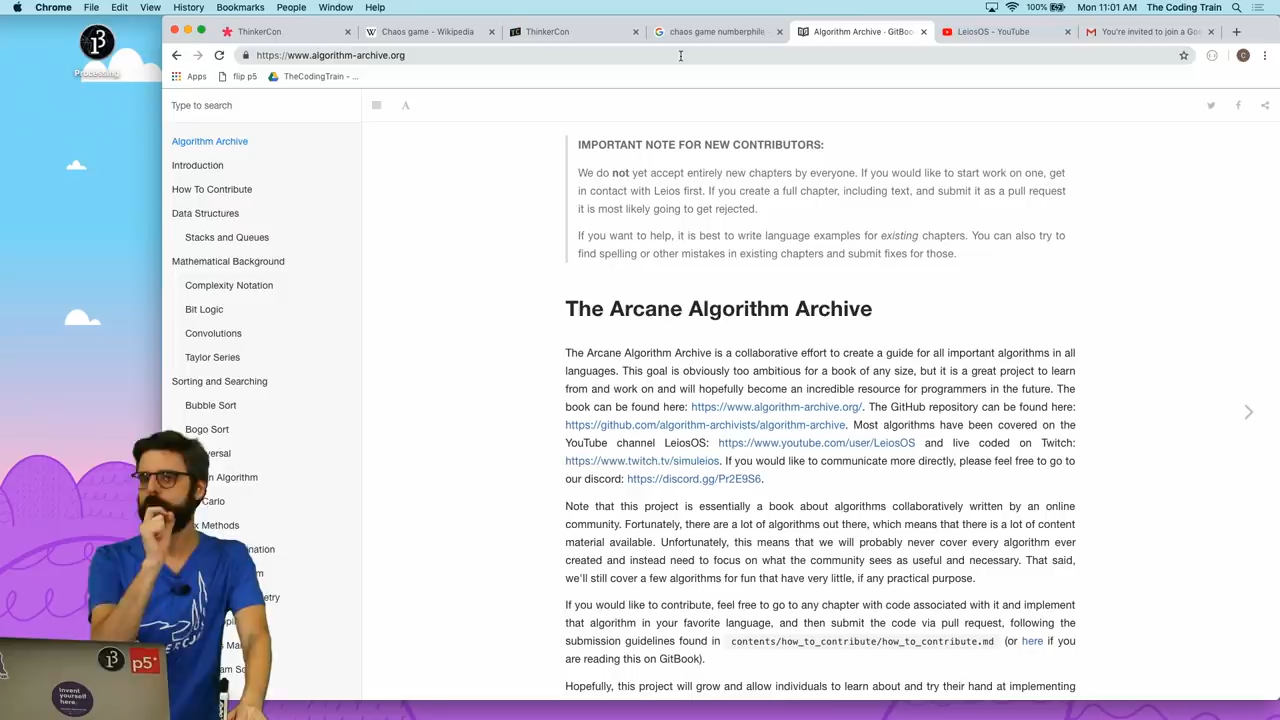 Chrome File Edit View History Bookmarks People Window Help
100% Mon 11:01 AM The Coding Train
Processing
ThinkerCon
Chaos game - Wikipedia
ThinkerCon
chaos game numberphile
Algorithm Archive · GitBoo
LeiosOS - YouTube
You're invited to join a Goo
https://www.algorithm-archive.org
C
Apps flip p5 TheCodingTrain - ...
Type to search
A
Algorithm Archive
Introduction
How To Contribute
Data Structures
Stacks and Queues
Mathematical Background
Complexity Notation
Bit Logic
Convolutions
Taylor Series
Sorting and Searching
Bubble Sort
Bogo Sort
IMPORTANT NOTE FOR NEW CONTRIBUTORS:
We do not yet accept entirely new chapters by everyone. If you would like to start work on one, get
in contact with Leios first. If you create a full chapter, including text, and submit it as a pull request
it is most likely going to get rejected.
If you want to help, it is best to write language examples for existing chapters. You can also try to
find spelling or other mistakes in existing chapters and submit fixes for those.
The Arcane Algorithm Archive
The Arcane Algorithm Archive is a collaborative effort to create a guide for all important algorithms in all
languages. This goal is obviously too ambitious for a book of any size, but it is a great project to learn
from and work on and will hopefully become an incredible resource for programmers in the future. The
book can be found here: https://www.algorithm-archive.org/. The GitHub repository can be found here:
https://github.com/algorithm-archivists/algorithm-archive. Most algorithms have been covered on the
YouTube channel LeiosOS: https://www.youtube.com/user/LeiosOS and live coded on Twitch:
https://www.twitch.tv/simuleios. If you would like to communicate more directly, please feel free to go to
our discord: https://discord.gg/Pr2E9S6.
Note that this project is essentially a book about algorithms collaboratively written by an online
community. Fortunately, there are a lot of algorithms out there, which means that there is a lot of content
material available. Unfortunately, this means that we will probably never cover every algorithm ever
created and instead need to focus on what the community sees as useful and necessary. That said,
we'll still cover a few algorithms for fun that have very little, if any practical purpose.
If you would like to contribute, feel free to go to any chapter with code associated with it and implement
that algorithm in your favorite language, and then submit the code via pull request, following the
submission guidelines found in contents/how_to_contribute/how_to_contribute.md (or here if you
are reading this on GitBook).
Hopefully, this project will grow and allow individuals to learn about and try their hand at implementing
versal
n Algorithm
Carlo
x Methods
p5*
Invent
yourself
here.